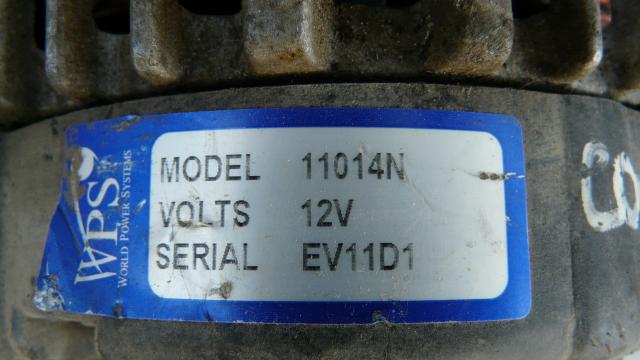 WPS
WORLD POWER SYSTEMS
MODEL 11014N
VOLTS 12V
SERIAL EV11D1